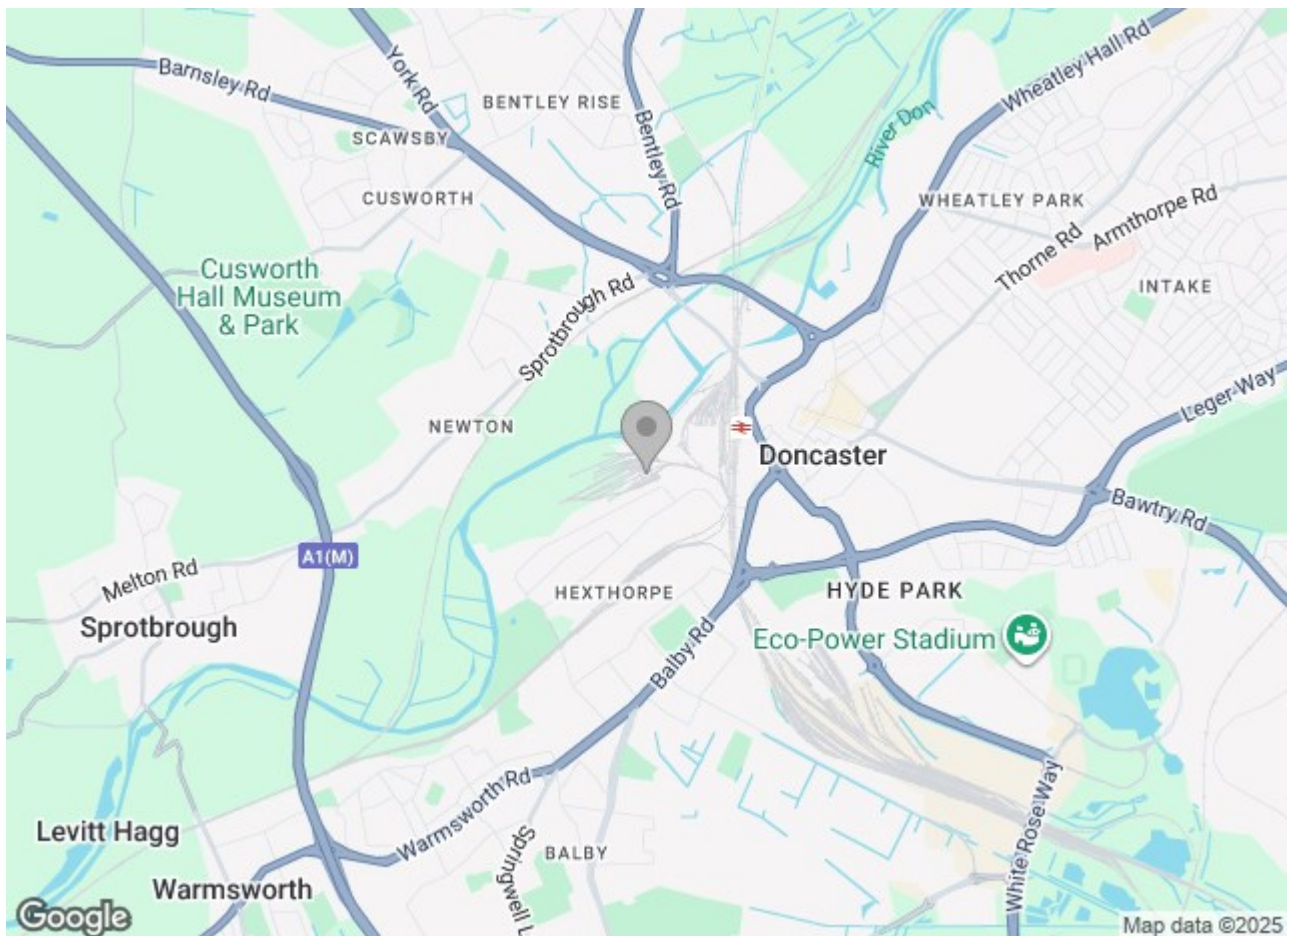 Barnsley Rd
York Rd
BENTLEY RISE
Bentley Rd
River Don
Wheatley Hall Rd
SCAWSBY
CUSWORTH
WHEATLEY PARK
Armthorpe Rd
Thorne Rd
Cusworth
Hall Museum
& Park
Sprotbrough Rd
INTAKE
Leger Way
NEWTON
Doncaster
Bawtry Rd
A1(M)
Melton Rd
HEXTHORPE
HYDE PARK
Sprotbrough
Eco-Power Stadium
Balby Rd
Warmsworth Rd
White Rose Way
Levitt Hagg
Springwell L
BALBY
Warmsworth
Google
Map data ©2025